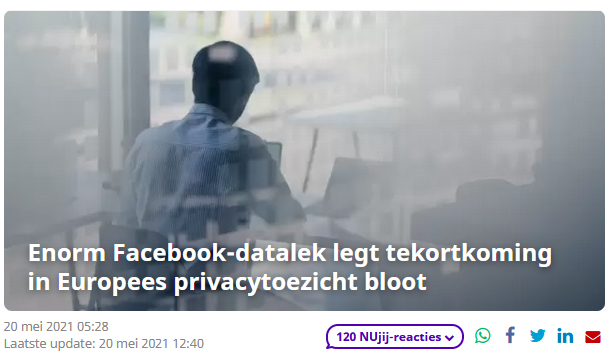 Enorm Facebook-datalek legt tekortkoming
in Europees privacytoezicht bloot
20 mei 2021 05:28
Laatste update: 20 mei 2021 12:40
120 NUjij-reacties